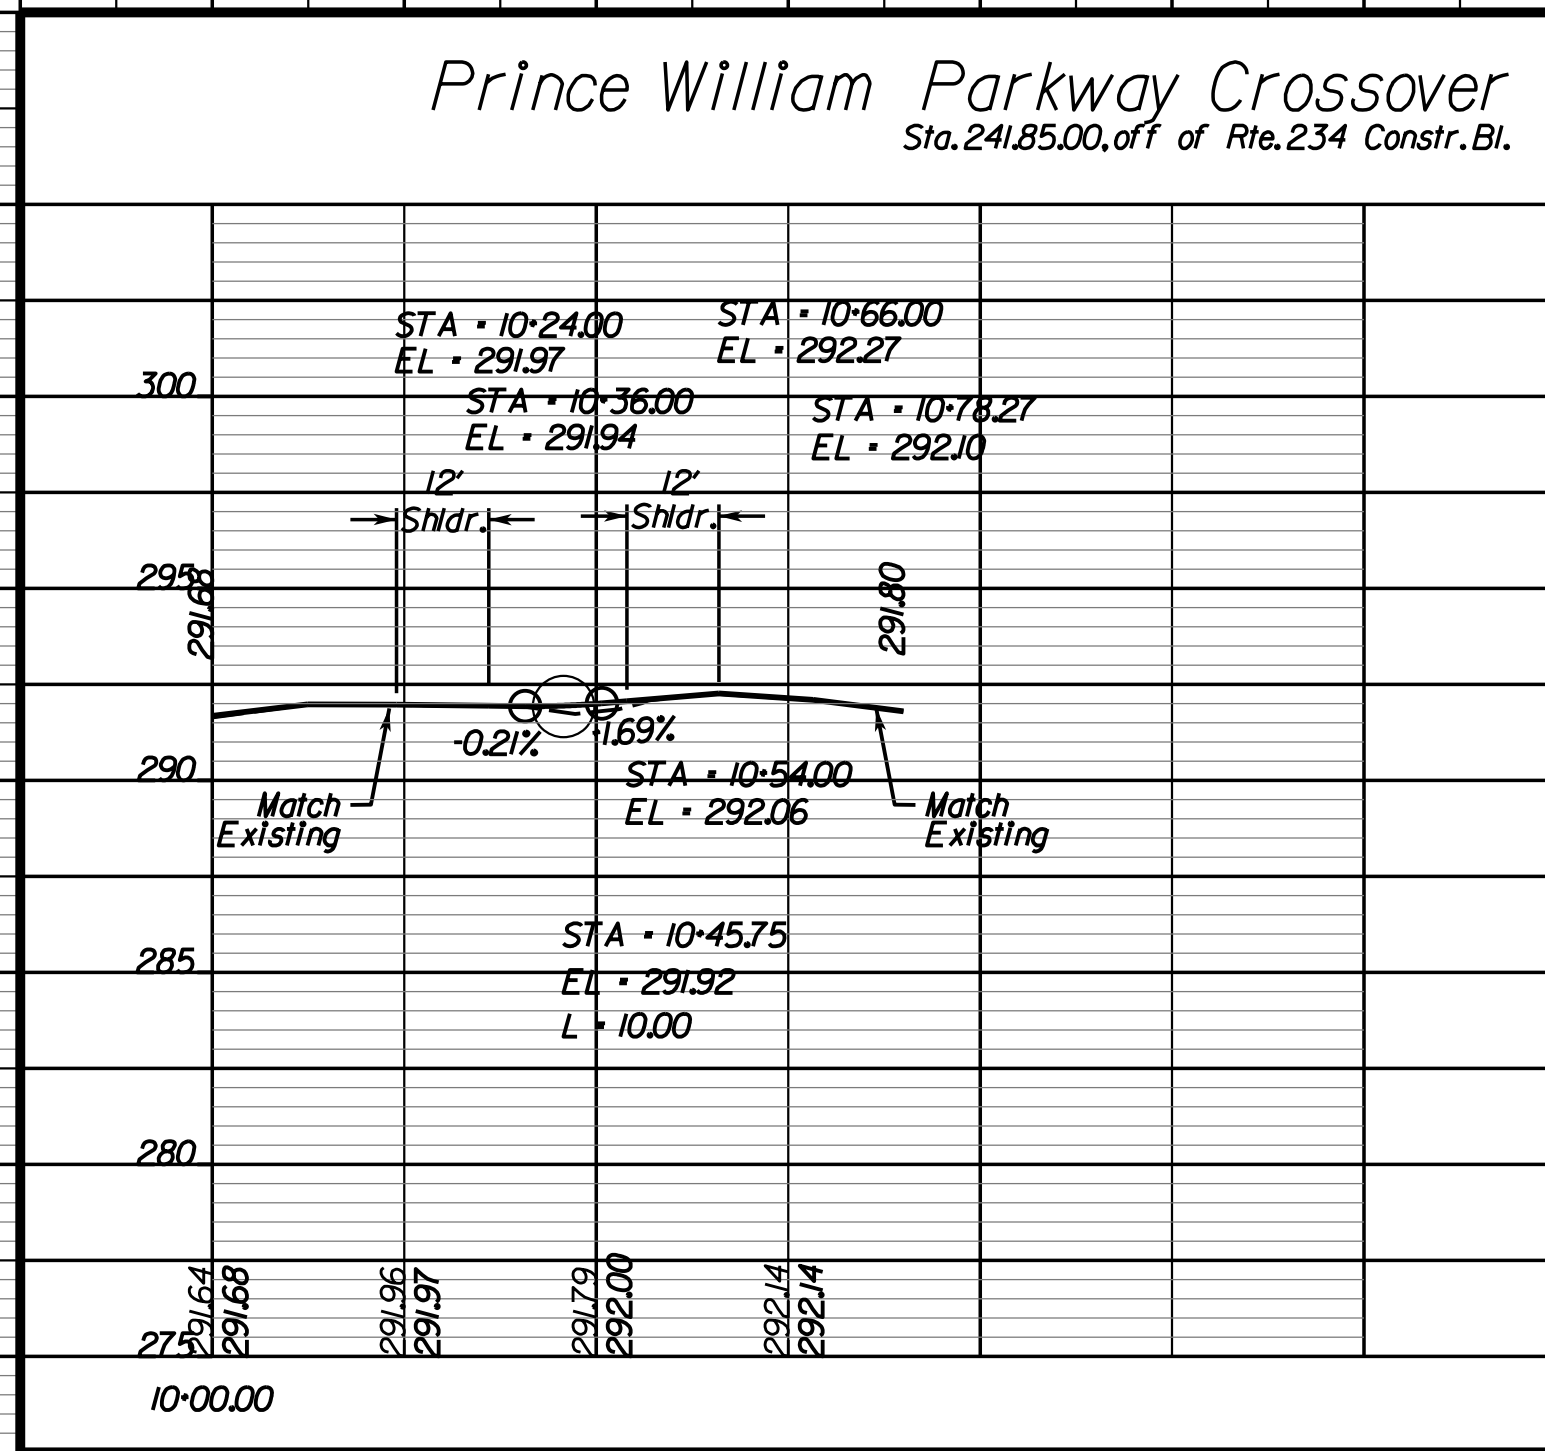 Prince William Parkway Crossover
Sta. 241.85.00, off of Rte. 234 Constr. Bl.
STA = 10+24.00
EL = 291.97
STA = 10+66.00
EL = 292.27
300
STA = 10+36.00
EL = 291.94
STA = 10+78.27
EL = 292.10
12'
Shldr.
12'
Shldr.
295
291.68
291.80
-0.21%
+1.69%
290
STA = 10+54.00
EL = 292.06
Match
Existing
Match
Existing
285
STA = 10+45.75
EL = 291.92
L = 10.00
280
275
291.64
291.68
291.96
291.97
291.79
292.00
292.14
292.14
10+00.00